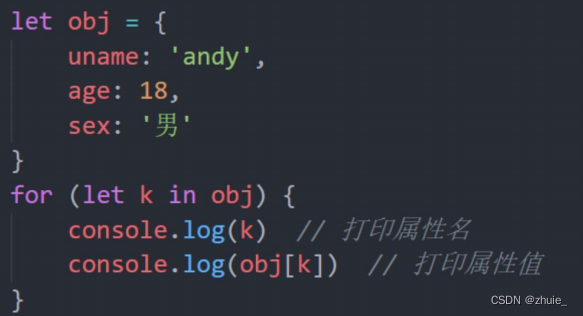 let obj = {
    uname: 'andy',
    age: 18,
    sex: '男'
}
for (let k in obj) {
    console.log(k)  // 打印属性名
    console.log(obj[k])  // 打印属性值
}
CSDN @zhuie_